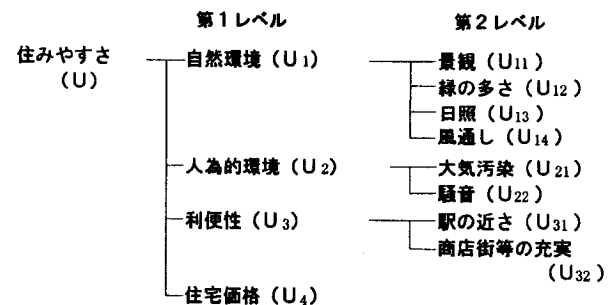 第1レベル 第2レベル
住みやすさ 自然環境（U1） 景観（U11）
（U） 緑の多さ（U12）
日照（U13）
風通し（U14）
人為的環境（U2） 大気汚染（U21）
騒音（U22）
利便性（U3） 駅の近さ（U31）
商店街等の充実
（U32）
住宅価格（U4）